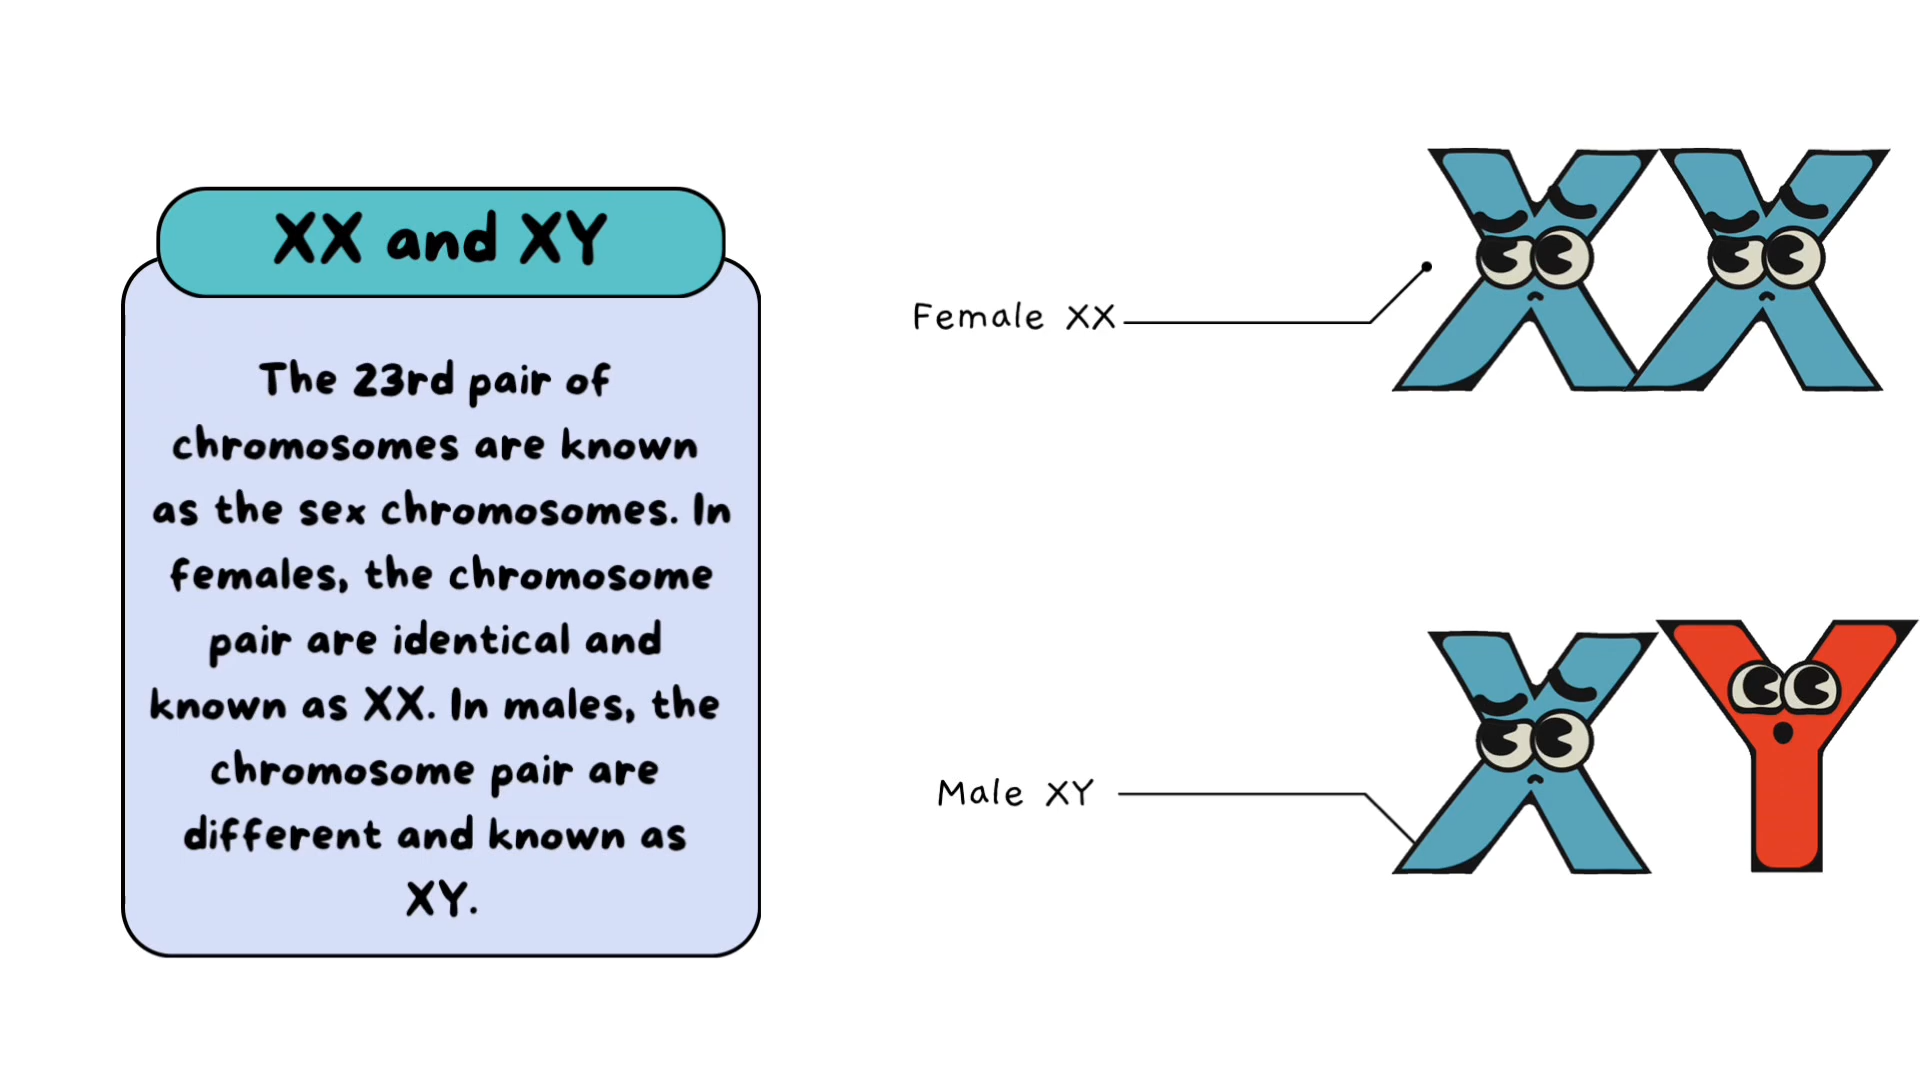 XX and XY
The 23rd pair of
chromosomes are known
as the sex chromosomes. In
females, the chromosome
pair are identical and
known as XX. In males, the
chromosome pair are
different and known as
XY.
Female XX
XX
Male XY
XY